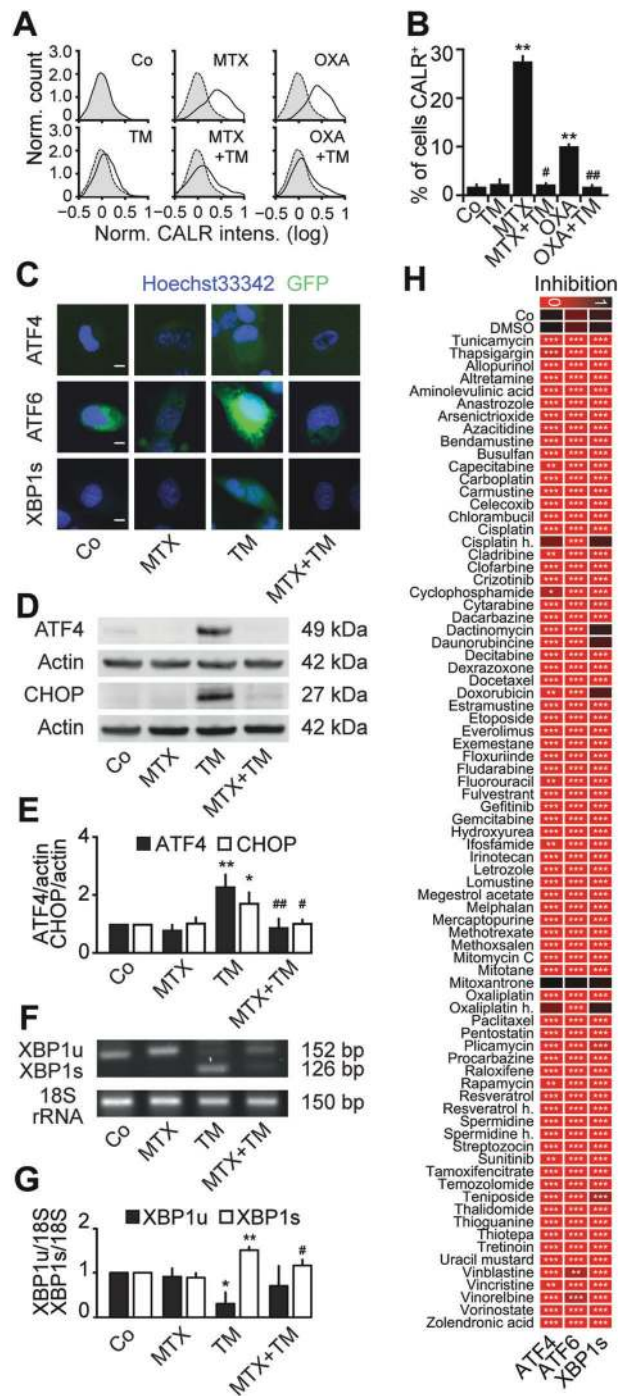 A
Norm. count
3.0
2.0
1.0
0
Co
MTX
OXA
3.0
2.0
1.0
0
TM
MTX +TM
OXA +TM
−0.5 0 0.5 1
−0.5 0 0.5 1
−0.5 0 0.5 1
Norm. CALR intens. (log)
B
% of cells CALR+
30
20
10
0
**
#
**
##
Co
TM
MTX
MTX+TM
OXA
OXA+TM
C
Hoechst33342 GFP
ATF4
ATF6
XBP1s
Co
MTX
TM
MTX+TM
D
ATF4 49 kDa
Actin 42 kDa
CHOP 27 kDa
Actin 42 kDa
Co
MTX
TM
MTX+TM
E
ATF4/actin
CHOP/actin
4
2
0
ATF4 CHOP
** * ## #
Co
MTX
TM
MTX+TM
F
XBP1u 152 bp
XBP1s 126 bp
18S 150 bp
rRNA
Co
MTX
TM
MTX+TM
G
XBP1u/18S
XBP1s/18S
2
1
0
XBP1u XBP1s
* ** #
Co
MTX
TM
MTX+TM
H
Inhibition
0 1
Co
DMSO
Tunicamycin *** *** ***
Thapsigargin *** *** ***
Allopurinol *** *** ***
Altretamine *** *** ***
Aminolevulinic acid *** *** ***
Anastrozole *** *** ***
Arsenictrioxide *** *** ***
Azacitidine *** *** ***
Bendamustine *** *** ***
Busulfan *** *** ***
Capecitabine ** *** ***
Carboplatin *** *** ***
Carmustine *** *** ***
Celecoxib *** *** ***
Chlorambucil *** *** ***
Cisplatin *** *** ***
Cisplatin h. ***
Cladribine ** *** ***
Clofarbine *** *** ***
Crizotinib *** *** ***
Cyclophosphamide * *** ***
Cytarabine *** *** ***
Dacarbazine *** *** ***
Dactinomycin *** ***
Daunorubincine *** ***
Decitabine *** *** ***
Dexrazoxone *** *** ***
Docetaxel *** *** ***
Doxorubicin ** ***
Estramustine *** *** ***
Etoposide *** *** ***
Everolimus *** *** ***
Exemestane *** *** ***
Floxuriinde *** *** ***
Fludarabine *** *** ***
Fluorouracil ** *** ***
Fulvestrant *** *** ***
Gefitinib *** *** ***
Gemcitabine *** *** ***
Hydroxyurea *** *** ***
Ifosfamide ** *** ***
Irinotecan *** *** ***
Letrozole *** *** ***
Lomustine *** *** ***
Megestrol acetate *** *** ***
Melphalan *** *** ***
Mercaptopurine *** *** ***
Methotrexate *** *** ***
Methoxsalen *** *** ***
Mitomycin C *** *** ***
Mitotane *** *** ***
Mitoxantrone
Oxaliplatin *** *** ***
Oxaliplatin h. ***
Paclitaxel *** *** ***
Pentostatin *** *** ***
Plicamycin *** *** ***
Procarbazine *** *** ***
Raloxifene *** *** ***
Rapamycin ** *** ***
Resveratrol *** *** ***
Resveratrol h. *** *** ***
Spermidine *** *** ***
Spermidine h. *** *** ***
Streptozocin *** *** ***
Sunitinib ** *** ***
Tamoxifencitrate *** *** ***
Temozolomide *** *** ***
Teniposide *** *** ***
Thalidomide *** *** ***
Thioguanine *** *** ***
Thiotepa *** *** ***
Tretinoin *** *** ***
Uracil mustard *** *** ***
Vinblastine *** ** ***
Vincristine ** *** ***
Vinorelbine *** *** ***
Vorinostate *** *** ***
Zolendronic acid *** *** ***
ATF4
ATF6
XBP1s